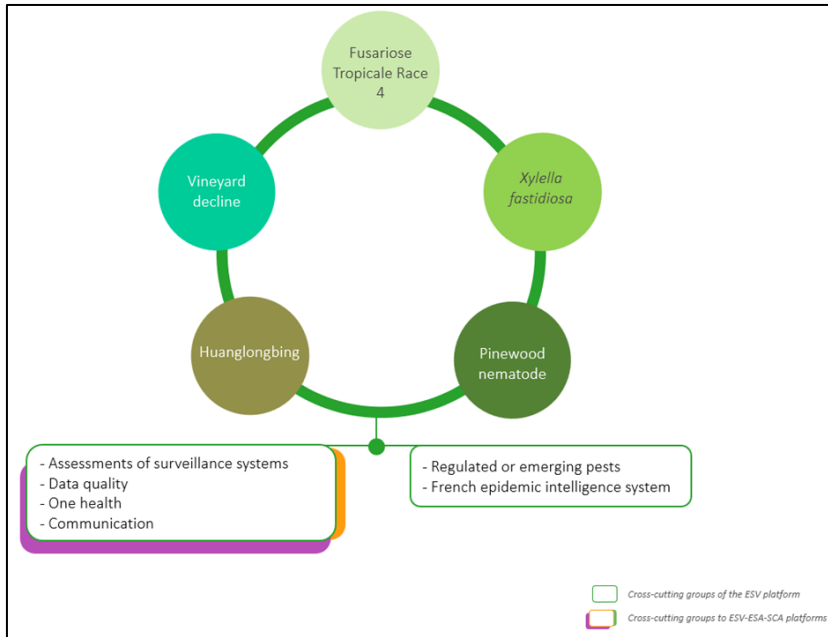 Fusariose
Tropicale Race
4
Vineyard
decline
Xylella
fastidiosa
Huanglongbing
Pinewood
nematode
- Assessments of surveillance systems
- Data quality
- One health
- Communication
- Regulated or emerging pests
- French epidemic intelligence system
Cross-cutting groups of the ESV platform
Cross-cutting groups to ESV-ESA-SCA platforms